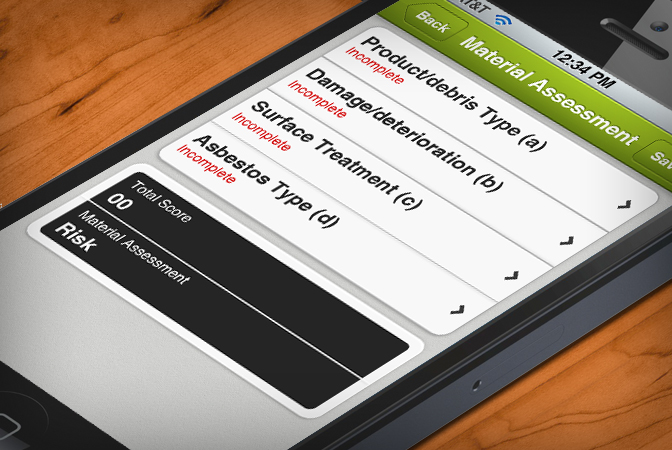 AT&T
12:34 PM
Back
Material Assessment
Product/debris Type (a)
Incomplete
Damage/deterioration (b)
Incomplete
Surface Treatment (c)
Incomplete
Asbestos Type (d)
Incomplete
Total Score
00
Material Assessment
Risk